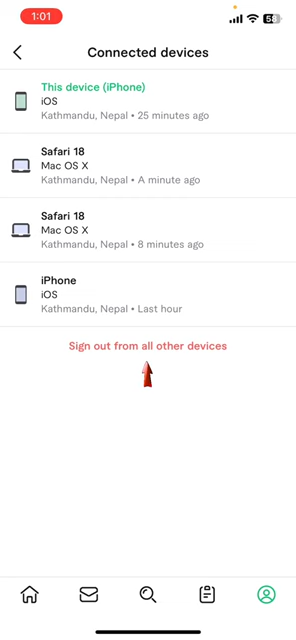 1:01
58
Connected devices
This device (iPhone)
iOS
Kathmandu, Nepal • 25 minutes ago
Safari 18
Mac OS X
Kathmandu, Nepal • A minute ago
Safari 18
Mac OS X
Kathmandu, Nepal • 8 minutes ago
iPhone
iOS
Kathmandu, Nepal • Last hour
Sign out from all other devices